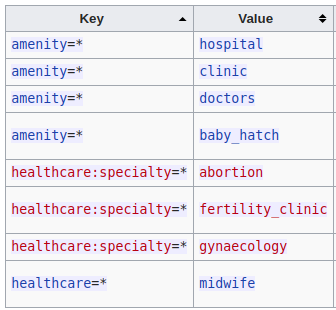 Key Value
amenity=* hospital
amenity=* clinic
amenity=* doctors
amenity=* baby_hatch
healthcare:specialty=* abortion
healthcare:specialty=* fertility_clinic
healthcare:specialty=* gynaecology
healthcare=* midwife